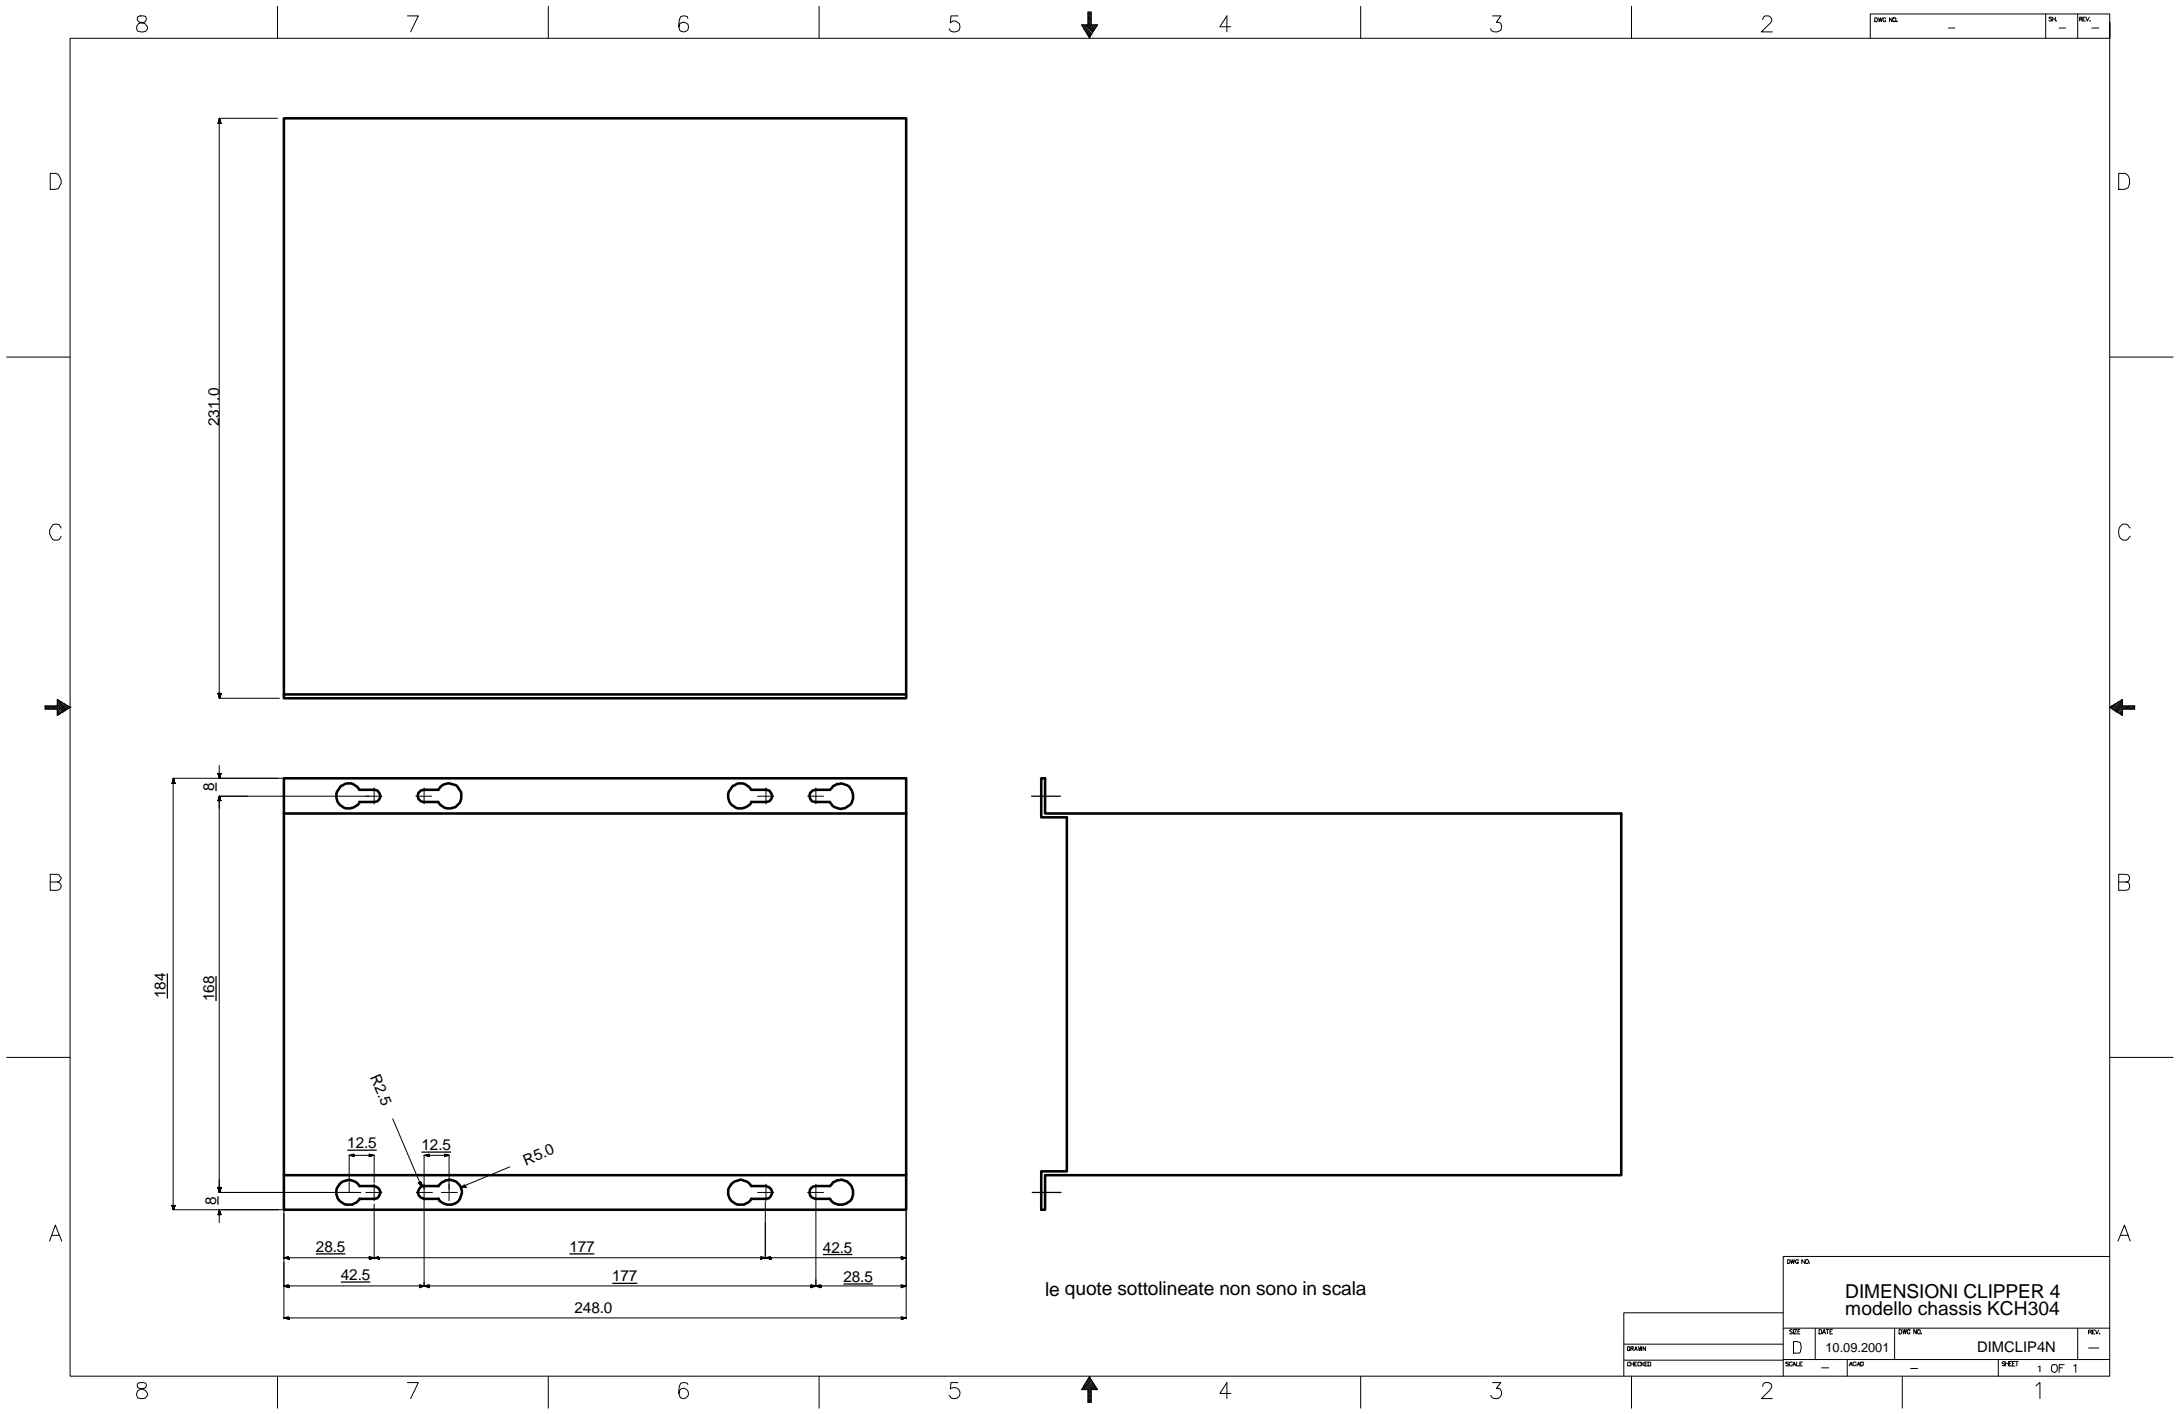 8 7 6 5 4 3 2
DWG NO. - SH. - REV. -
D D
231.0
C C
8
184
168
B B
R2.5
12.5 12.5 R5.0
8
A A
28.5 177 42.5
42.5 177 28.5
248.0
le quote sottolineate non sono in scala
DWG NO.
DIMENSIONI CLIPPER 4
modello chassis KCH304
SIZE DATE DWG NO. REV.
D 10.09.2001 DIMCLIP4N —
DRAWN
CHECKED
SCALE — ACAD — SHEET 1 OF 1
8 7 6 5 4 3 2 1